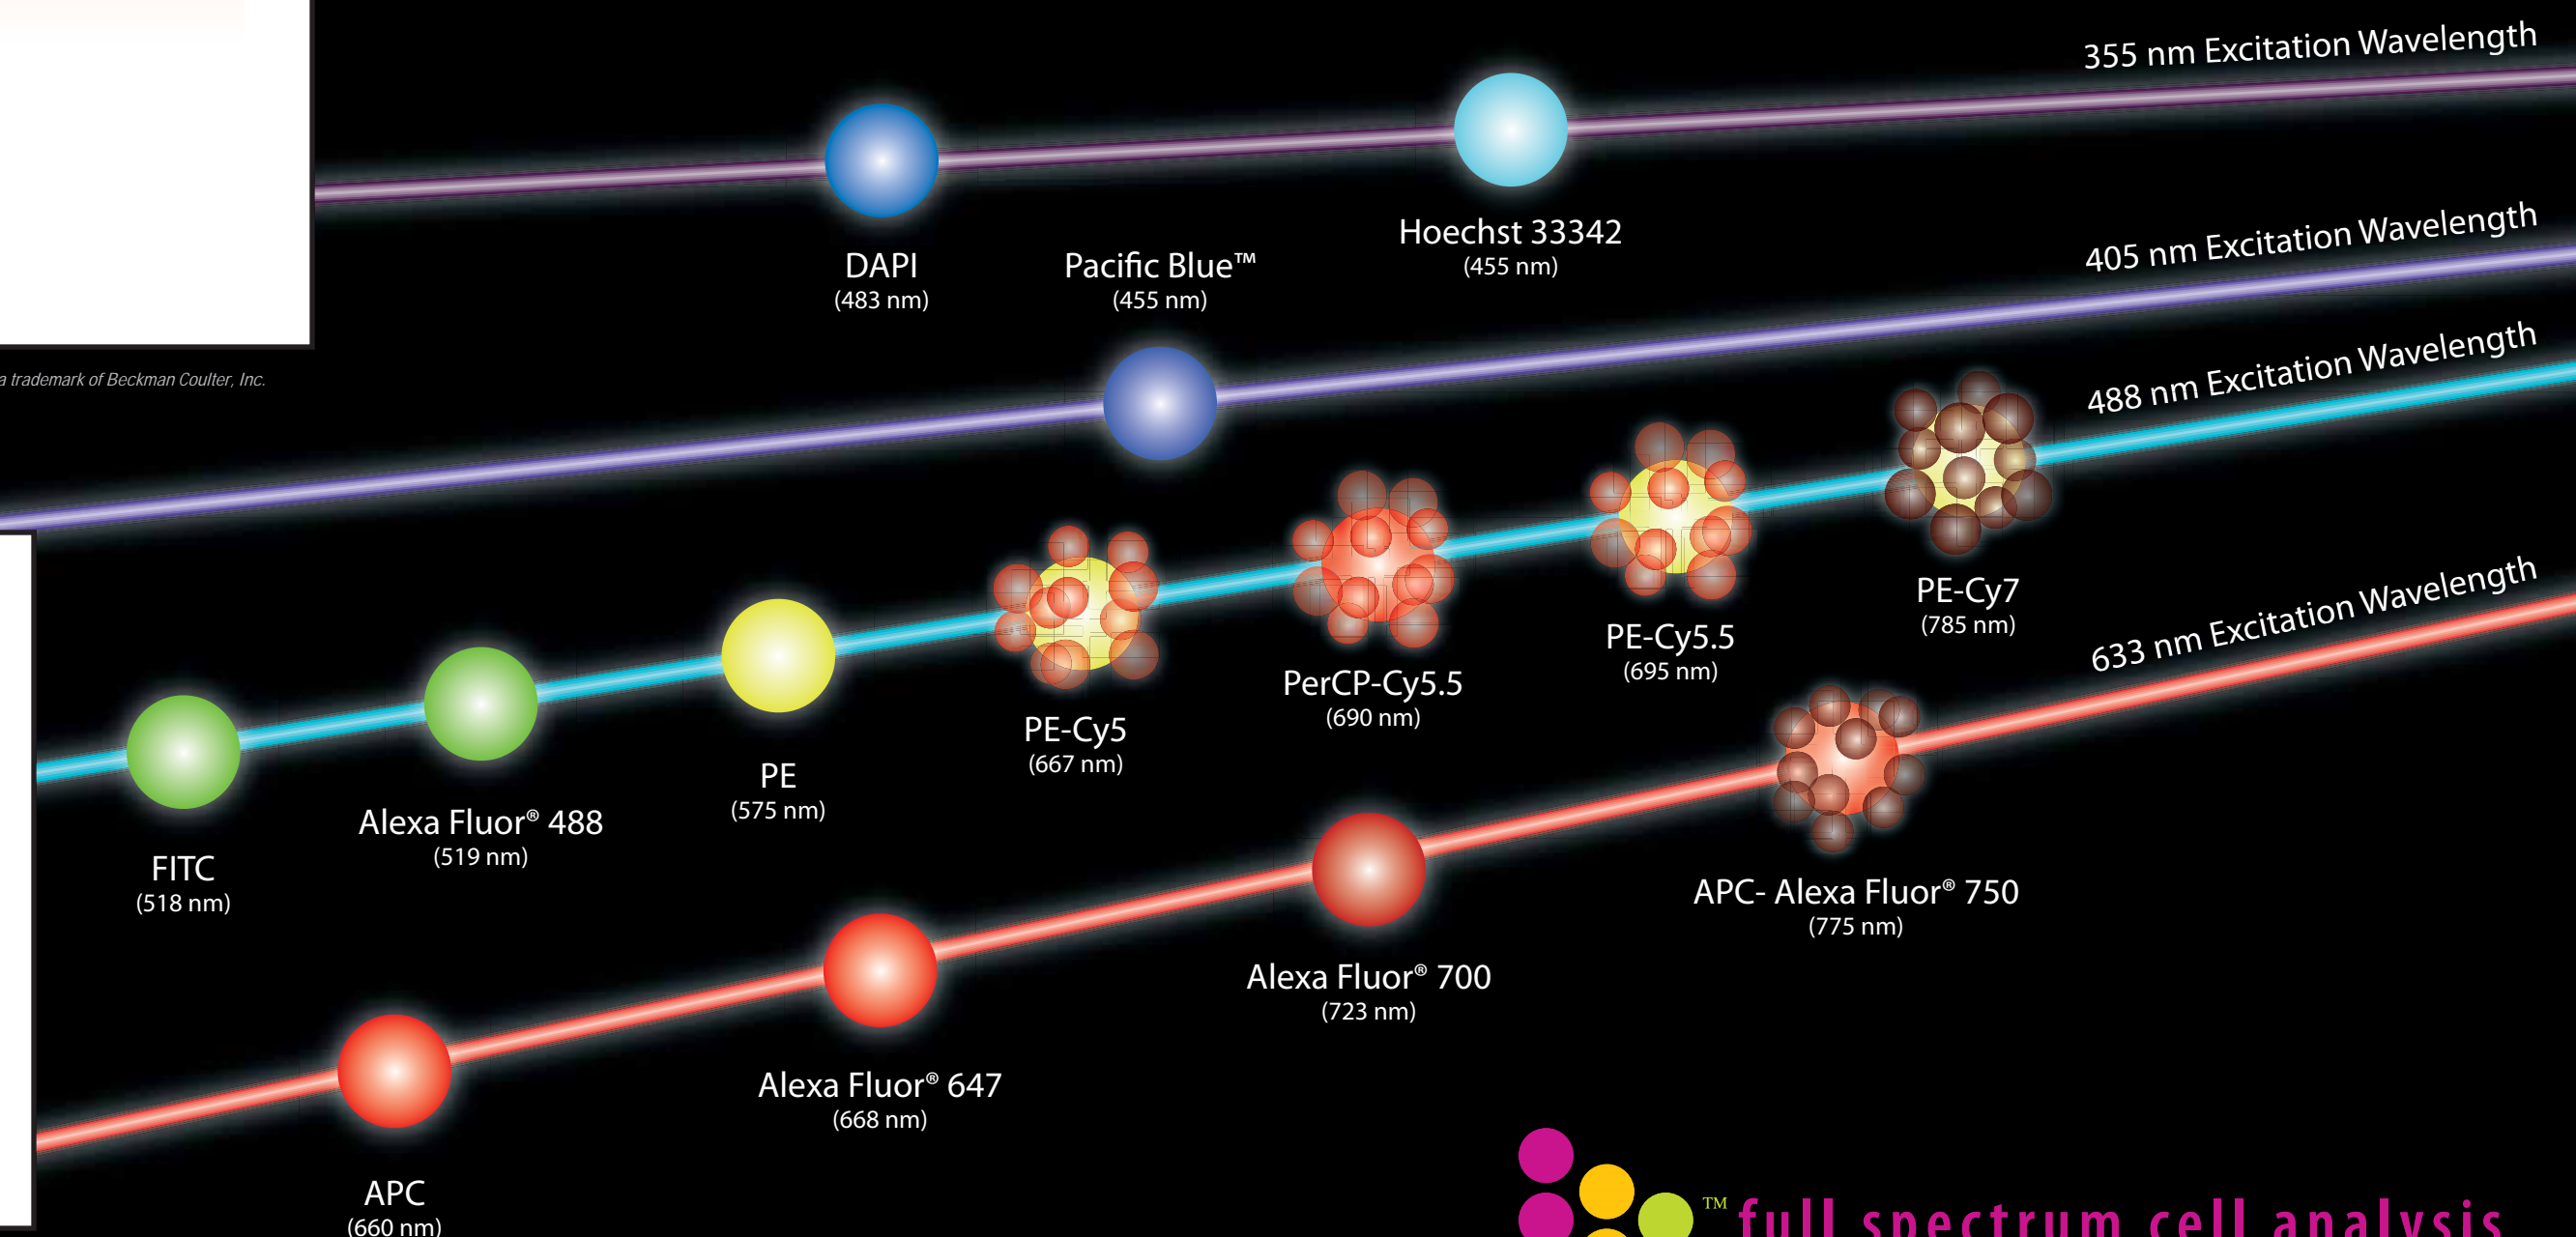 355 nm Excitation Wavelength
DAPI
(483 nm)
Hoechst 33342
(455 nm)
405 nm Excitation Wavelength
Pacific Blue™
(455 nm)
a trademark of Beckman Coulter, Inc.
488 nm Excitation Wavelength
FITC
(518 nm)
Alexa Fluor® 488
(519 nm)
PE
(575 nm)
PE-Cy5
(667 nm)
PerCP-Cy5.5
(690 nm)
PE-Cy5.5
(695 nm)
PE-Cy7
(785 nm)
633 nm Excitation Wavelength
APC
(660 nm)
Alexa Fluor® 647
(668 nm)
Alexa Fluor® 700
(723 nm)
APC- Alexa Fluor® 750
(775 nm)
™ full spectrum cell analysis